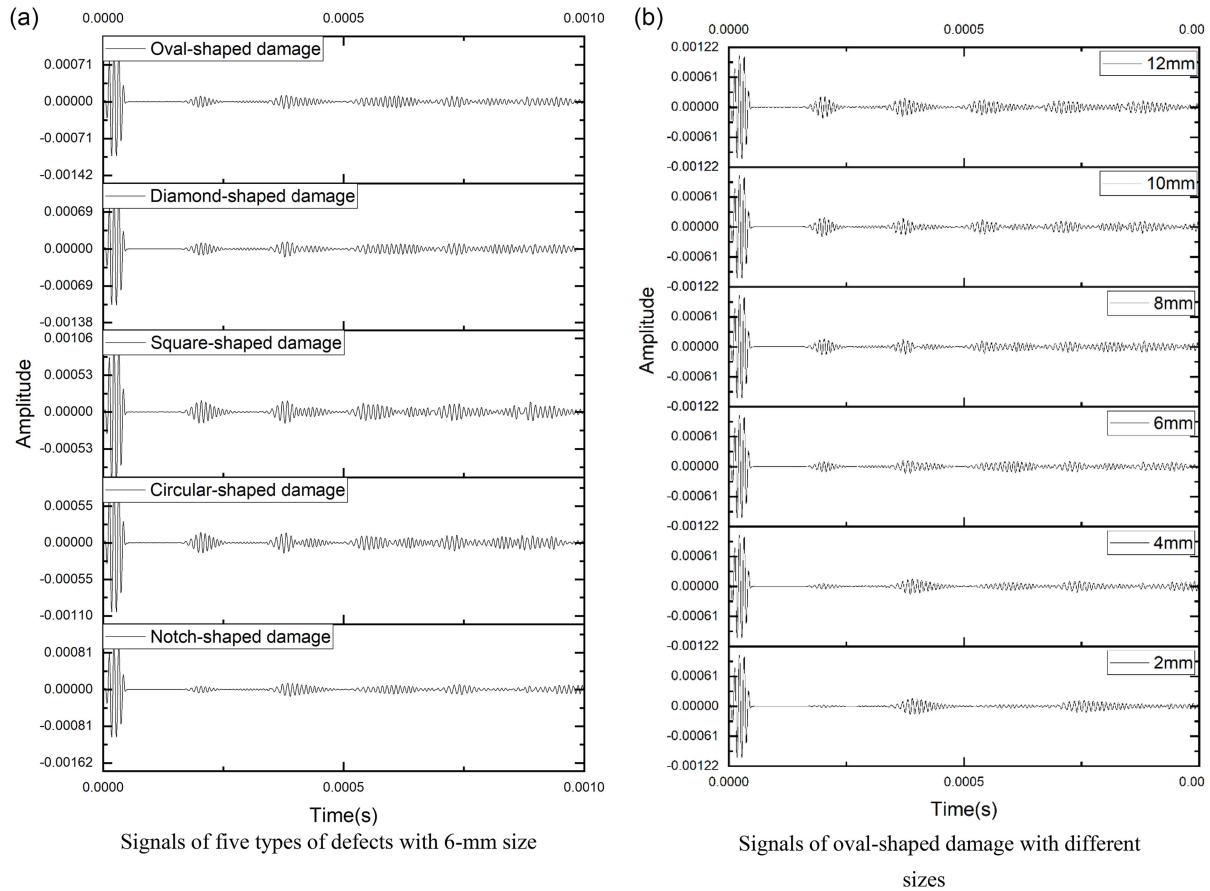 (a)
0.0000 0.0005 0.0010
Oval-shaped damage
0.00071
0.00000
-0.00071
-0.00142
Diamond-shaped damage
0.00069
0.00000
-0.00069
-0.00138
Square-shaped damage
0.00106
0.00053
0.00000
-0.00053
Circular-shaped damage
0.00055
0.00000
-0.00055
-0.00110
Notch-shaped damage
0.00081
0.00000
-0.00081
-0.00162
Amplitude
0.0000 0.0005 0.0010
Time(s)
Signals of five types of defects with 6-mm size
(b)
0.0000 0.0005 0.00
0.00122
12mm
0.00061
0.00000
-0.00061
-0.00122
10mm
0.00061
0.00000
-0.00061
-0.00122
8mm
0.00061
0.00000
-0.00061
-0.00122
6mm
0.00061
0.00000
-0.00061
-0.00122
4mm
0.00061
0.00000
-0.00061
-0.00122
2mm
0.00061
0.00000
-0.00061
-0.00122
Amplitude
0.0000 0.0005 0.00
Time(s)
Signals of oval-shaped damage with different
sizes